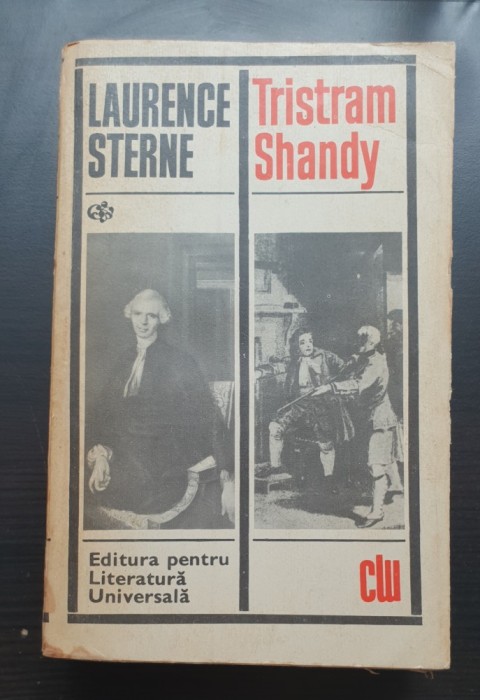 LAURENCE
STERNE
Tristram
Shandy
Editura pentru
Literatură
Universală
clu